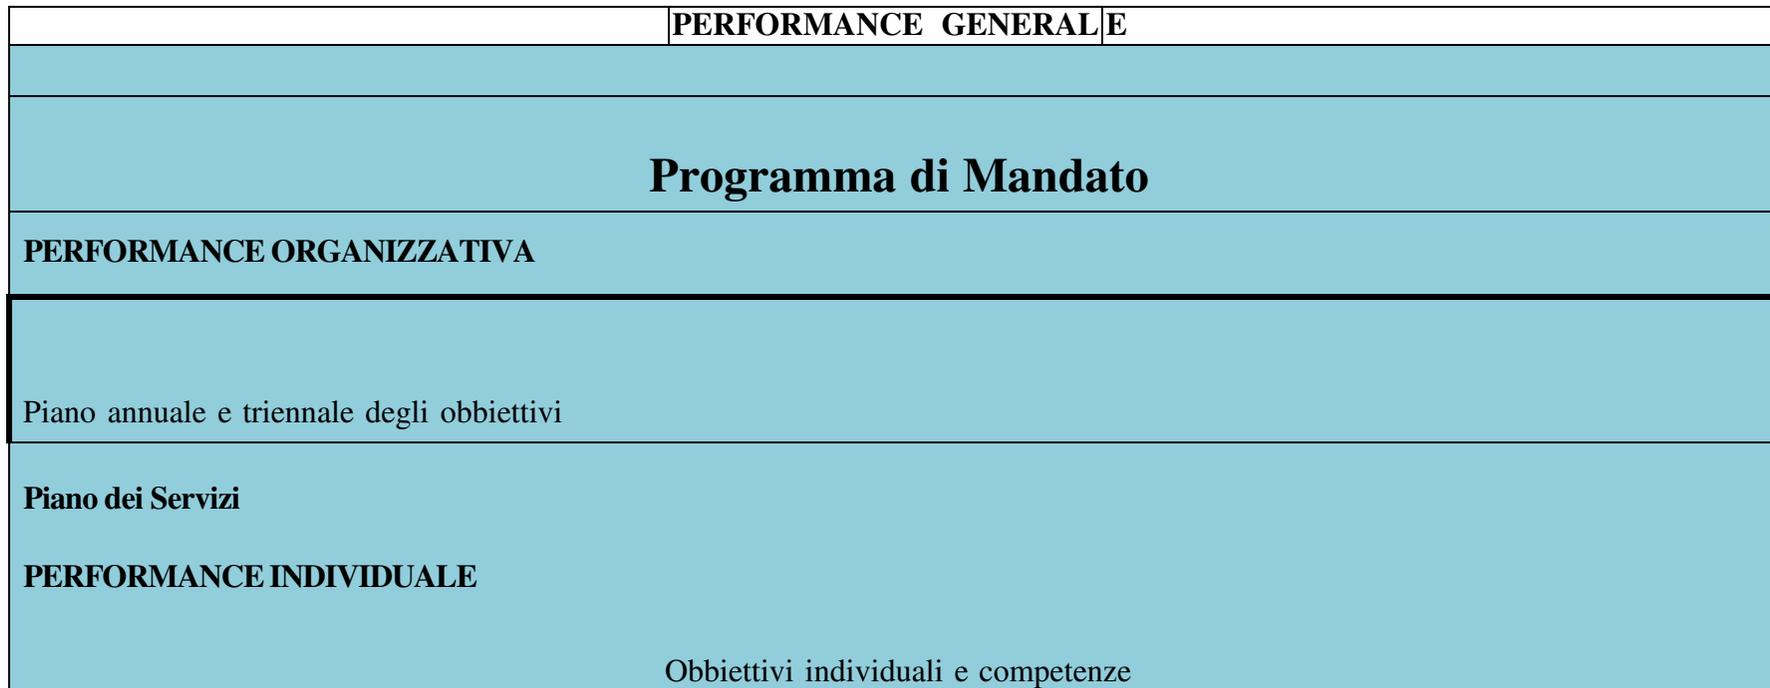 PERFORMANCE GENERALE
Programma di Mandato
PERFORMANCE ORGANIZZATIVA
Piano annuale e triennale degli obbiettivi
Piano dei Servizi
PERFORMANCE INDIVIDUALE
Obbiettivi individuali e competenze